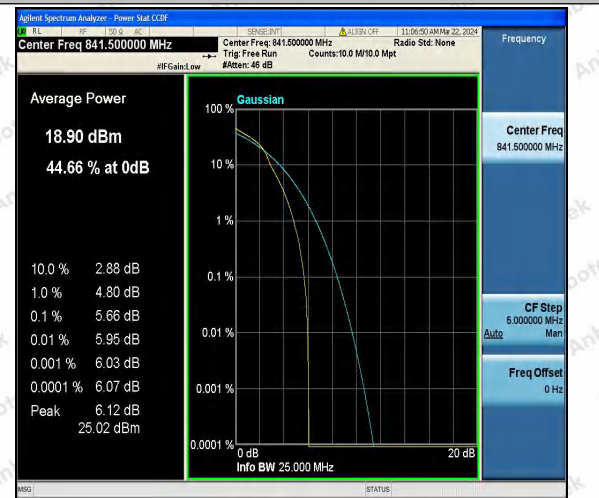 Agilent Spectrum Analyzer - Power Stat CCDF
RL RF 50 Ω AC SENSE:INT ALIGN OFF 11:06:50 AM Mar 22, 2024
Center Freq 841.500000 MHz
Center Freq: 841.500000 MHz Radio Std: None
Trig: Free Run Counts:10.0 M/10.0 Mpt
#IFGain:Low #Atten: 46 dB
Frequency
Average Power
18.90 dBm
44.66 % at 0dB
10.0 % 2.88 dB
1.0 % 4.80 dB
0.1 % 5.66 dB
0.01 % 5.95 dB
0.001 % 6.03 dB
0.0001 % 6.07 dB
Peak 6.12 dB
25.02 dBm
Gaussian
100 %
10 %
1 %
0.1 %
0.01 %
0.001 %
0.0001 %
0 dB 20 dB
Info BW 25.000 MHz
Center Freq
841.500000 MHz
CF Step
5.000000 MHz
Auto Man
Freq Offset
0 Hz
MSG STATUS